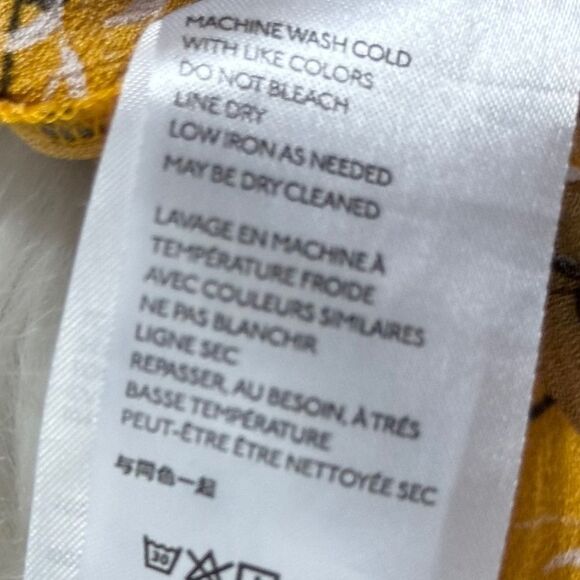 MACHINE WASH COLD
WITH LIKE COLORS
DO NOT BLEACH
LINE DRY
LOW IRON AS NEEDED
MAY BE DRY CLEANED
LAVAGE EN MACHINE À
TEMPÉRATURE FROIDE
AVEC COULEURS SIMILAIRES
NE PAS BLANCHIR
LIGNE SEC
REPASSER, AU BESOIN, À TRÉS
BASSE TEMPÉRATURE
PEUT-ÊTRE ÊTRE NETTOYÉE SEC
与同色一起
30